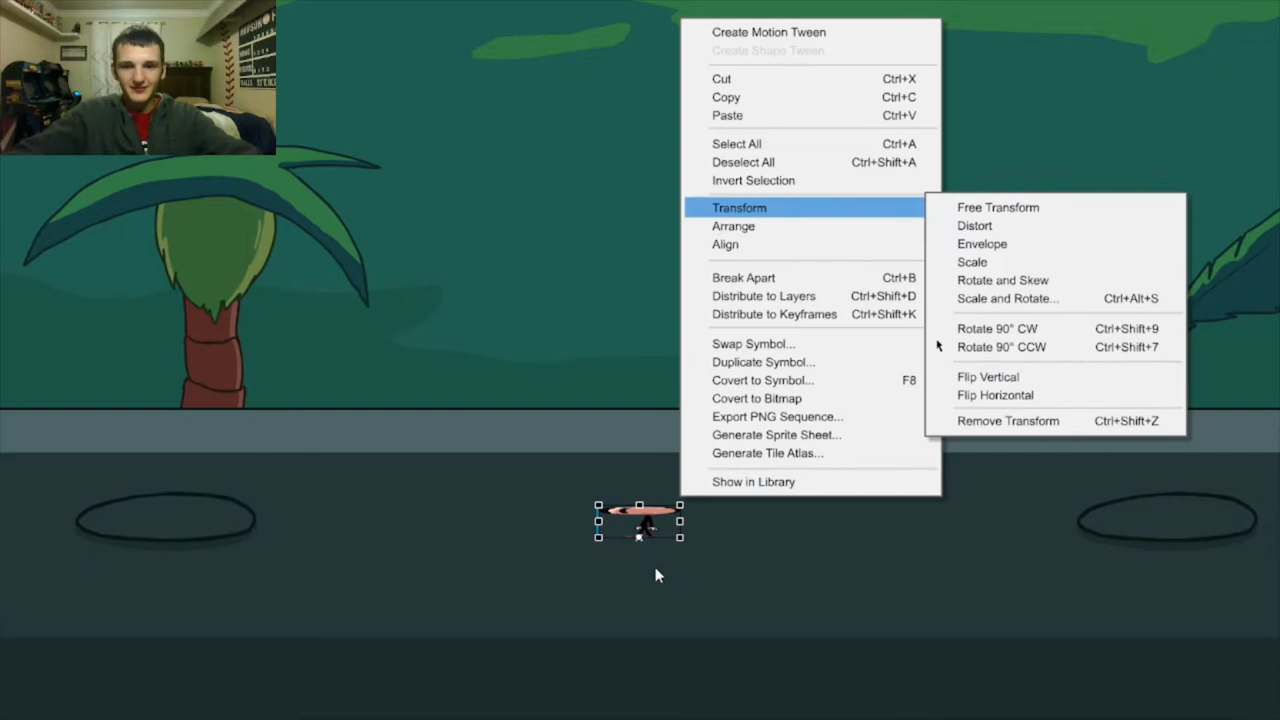 Create Motion Tween
Create Shape Tween
Cut Ctrl+X
Copy Ctrl+C
Paste Ctrl+V
Select All Ctrl+A
Deselect All Ctrl+Shift+A
Invert Selection
Transform
Arrange
Align
Break Apart Ctrl+B
Distribute to Layers Ctrl+Shift+D
Distribute to Keyframes Ctrl+Shift+K
Swap Symbol...
Duplicate Symbol...
Covert to Symbol... F8
Covert to Bitmap
Export PNG Sequence...
Generate Sprite Sheet...
Generate Tile Atlas...
Show in Library
Free Transform
Distort
Envelope
Scale
Rotate and Skew
Scale and Rotate... Ctrl+Alt+S
Rotate 90° CW Ctrl+Shift+9
Rotate 90° CCW Ctrl+Shift+7
Flip Vertical
Flip Horizontal
Remove Transform Ctrl+Shift+Z